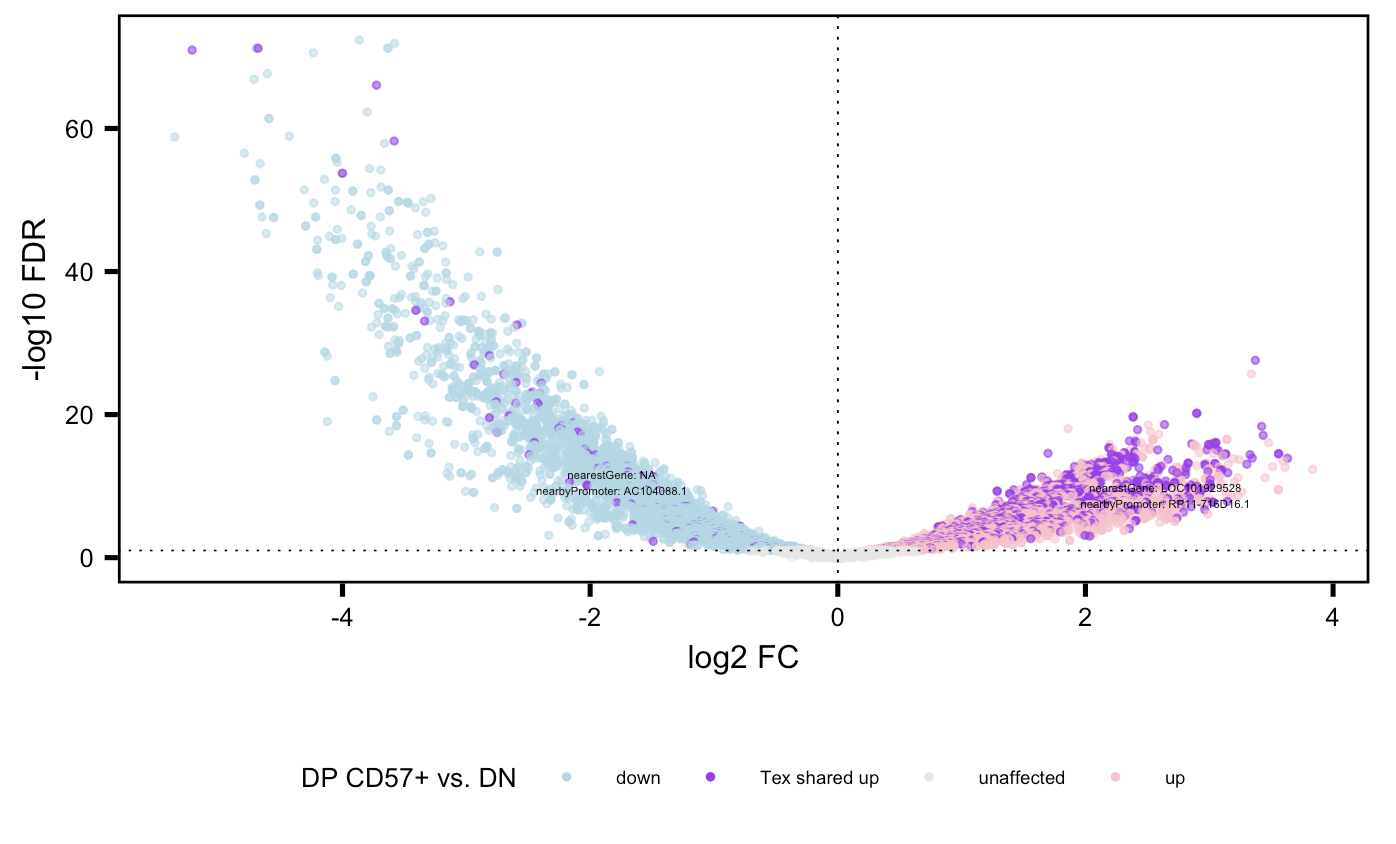 60
40
20
0
-log10 FDR
nearestGene: NA
nearbyPromoter: AC104088.1
nearestGene: LOC101929528
nearbyPromoter: RP11-716D16.1
-4 -2 0 2 4
log2 FC
DP CD57+ vs. DN down Tex shared up unaffected up